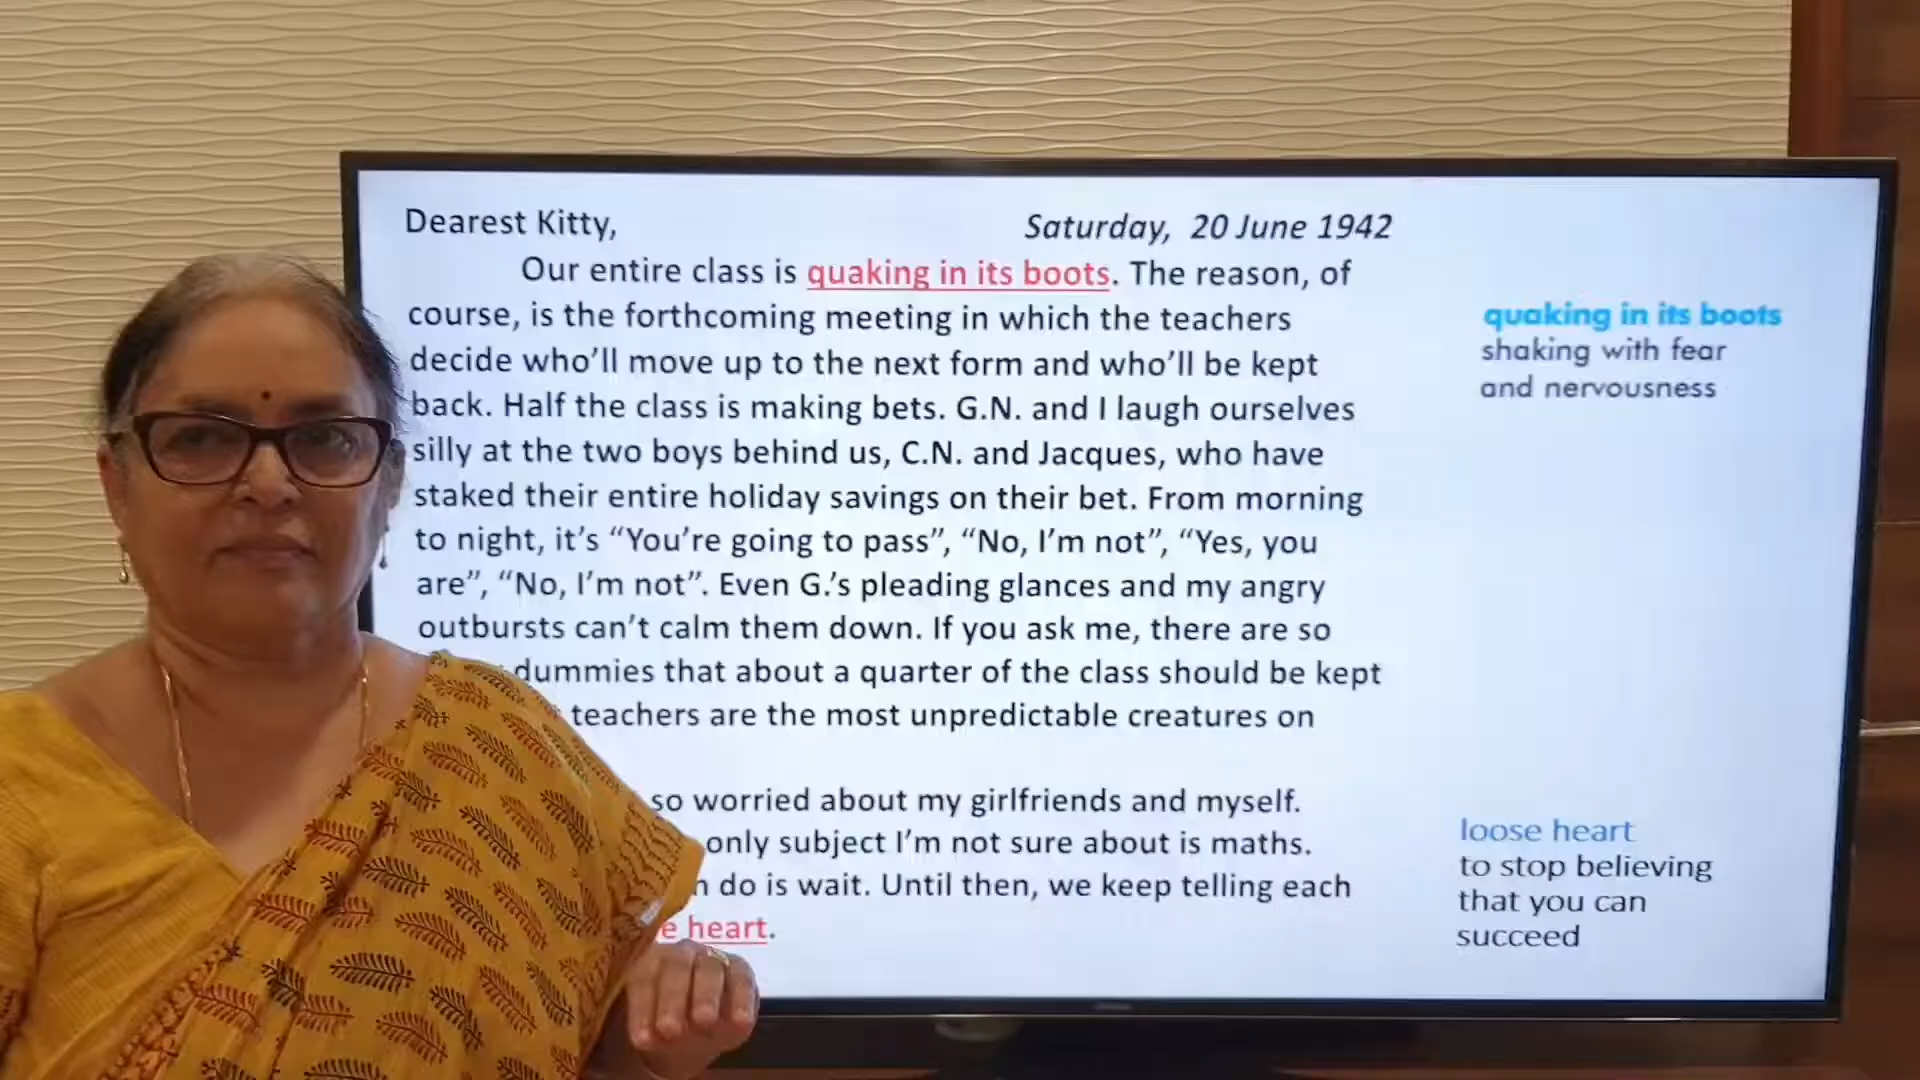 Dearest Kitty,
Saturday, 20 June 1942
Our entire class is quaking in its boots. The reason, of
course, is the forthcoming meeting in which the teachers
decide who’ll move up to the next form and who’ll be kept
back. Half the class is making bets. G.N. and I laugh ourselves
silly at the two boys behind us, C.N. and Jacques, who have
staked their entire holiday savings on their bet. From morning
to night, it’s “You’re going to pass”, “No, I’m not”, “Yes, you
are”, “No, I’m not”. Even G.’s pleading glances and my angry
outbursts can’t calm them down. If you ask me, there are so
dummies that about a quarter of the class should be kept
teachers are the most unpredictable creatures on
so worried about my girlfriends and myself.
only subject I’m not sure about is maths.
do is wait. Until then, we keep telling each
heart.
quaking in its boots
shaking with fear
and nervousness
loose heart
to stop believing
that you can
succeed